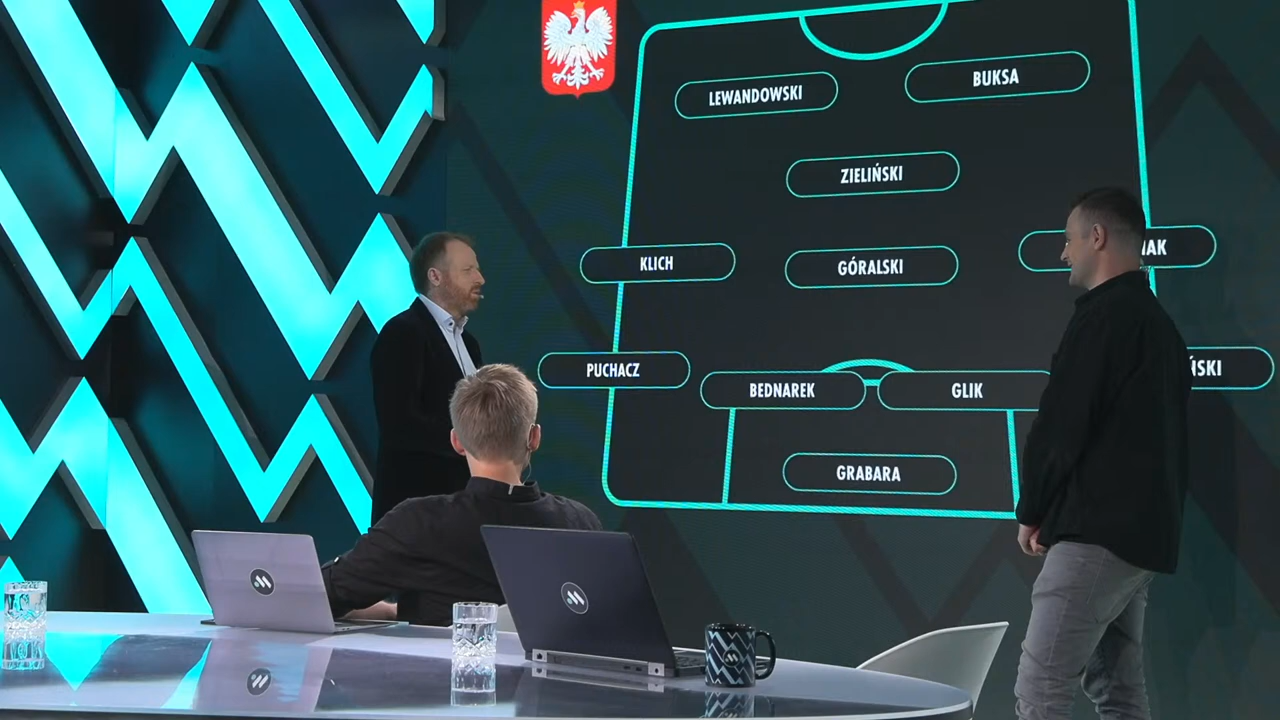 LEWANDOWSKI
BUKSA
ZIELIŃSKI
KLICH
GÓRALSKI
PUCHACZ
BEDNAREK
GLIK
GRABARA